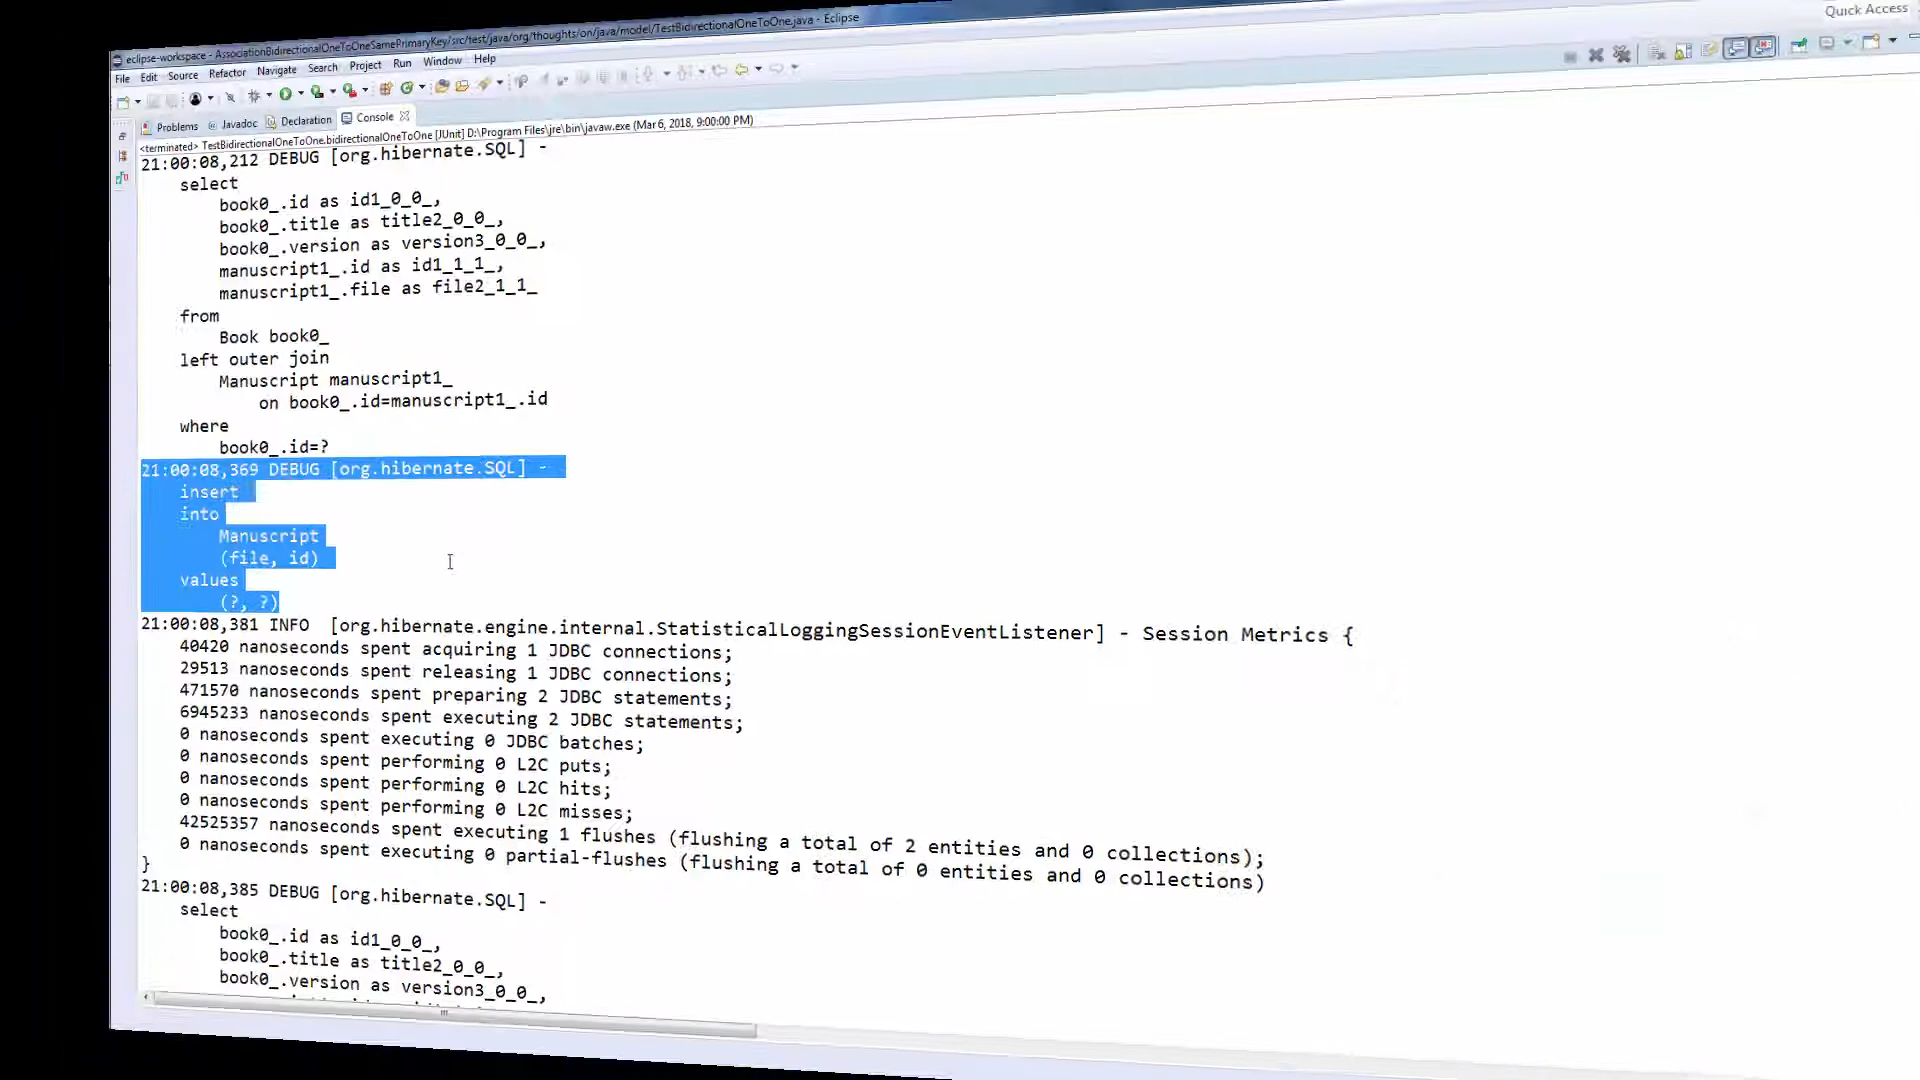 eclipse-workspace - AssociationBidirectionalOneToOneSamePrimaryKey/src/test/java/org/thoughts/on/java/model/TestBidirectionalOneToOne.java - Eclipse
File Edit Source Refactor Navigate Search Project Run Window Help
Quick Access
Problems @ Javadoc Declaration Console
<terminated> TestBidirectionalOneToOne.bidirectionalOneToOne [JUnit] D:\Program Files\jre\bin\javaw.exe (Mar 6, 2018, 9:00:00 PM)
21:00:08,212 DEBUG [org.hibernate.SQL] -
select
book0_.id as id1_0_0_,
book0_.title as title2_0_0_,
book0_.version as version3_0_0_,
manuscript1_.id as id1_1_1_,
manuscript1_.file as file2_1_1_
from
Book book0_
left outer join
Manuscript manuscript1_
on book0_.id=manuscript1_.id
where
book0_.id=?
21:00:08,369 DEBUG [org.hibernate.SQL] -
insert
into
Manuscript
(file, id)
values
(?, ?)
21:00:08,381 INFO  [org.hibernate.engine.internal.StatisticalLoggingSessionEventListener] - Session Metrics {
40420 nanoseconds spent acquiring 1 JDBC connections;
29513 nanoseconds spent releasing 1 JDBC connections;
471570 nanoseconds spent preparing 2 JDBC statements;
6945233 nanoseconds spent executing 2 JDBC statements;
0 nanoseconds spent executing 0 JDBC batches;
0 nanoseconds spent performing 0 L2C puts;
0 nanoseconds spent performing 0 L2C hits;
0 nanoseconds spent performing 0 L2C misses;
42525357 nanoseconds spent executing 1 flushes (flushing a total of 2 entities and 0 collections);
0 nanoseconds spent executing 0 partial-flushes (flushing a total of 0 entities and 0 collections)
}
21:00:08,385 DEBUG [org.hibernate.SQL] -
select
book0_.id as id1_0_0_,
book0_.title as title2_0_0_,
book0_.version as version3_0_0_,